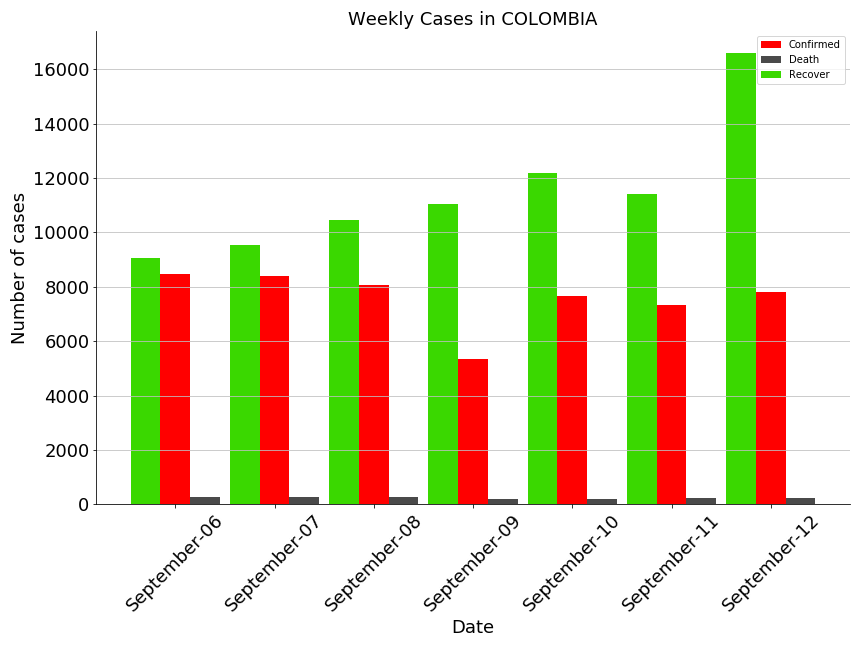 Weekly Cases in COLOMBIA
Confirmed
Death
Recover
Number of cases
16000
14000
12000
10000
8000
6000
4000
2000
0
September-06
September-07
September-08
September-09
September-10
September-11
September-12
Date